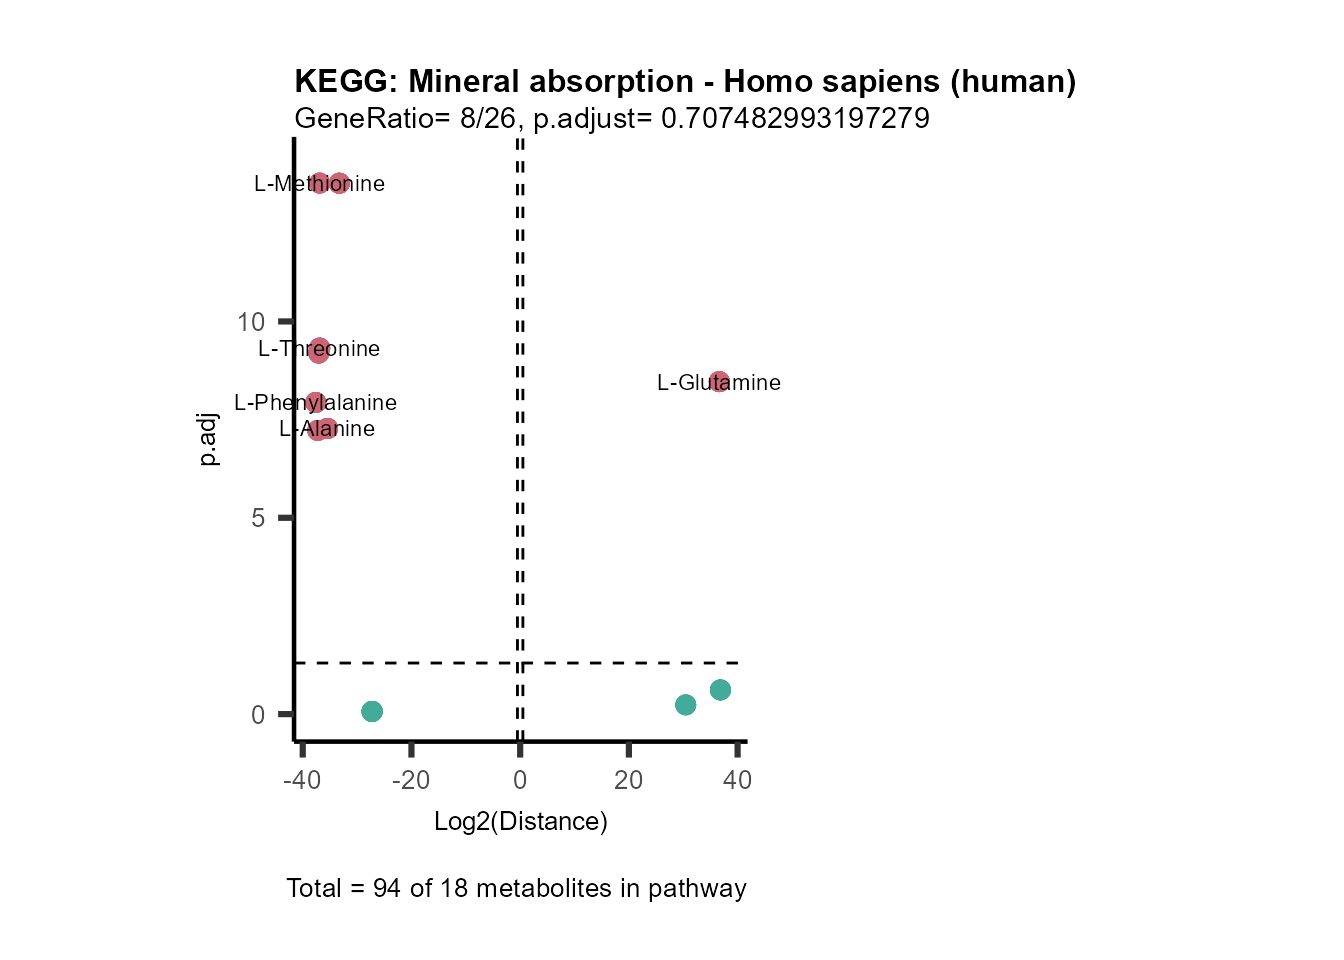 KEGG: Mineral absorption - Homo sapiens (human)
GeneRatio= 8/26, p.adjust= 0.707482993197279
L-Methionine
10
L-Threonine
L-Glutamine
L-Phenylalanine
L-Alanine
p.adj
5
0
-40 -20 0 20 40
Log2(Distance)
Total = 94 of 18 metabolites in pathway